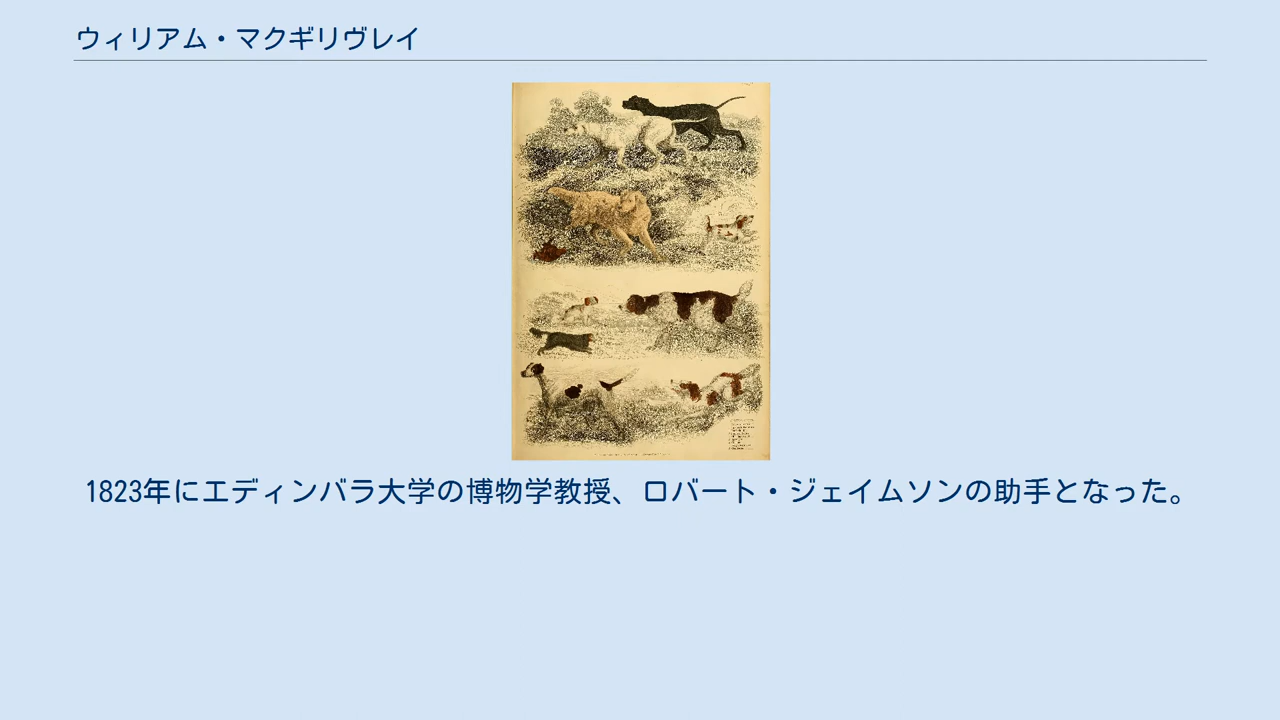 ウィリアム・マクギリヴレイ
1823年にエディンバラ大学の博物学教授、ロバート・ジェイムソンの助手となった。